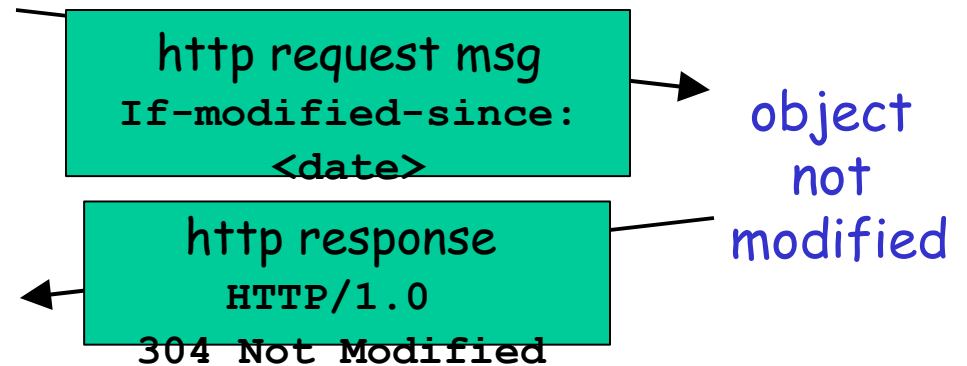 http request msg
If-modified-since:
<date>
object
not
modified
http response
HTTP/1.0
304 Not Modified